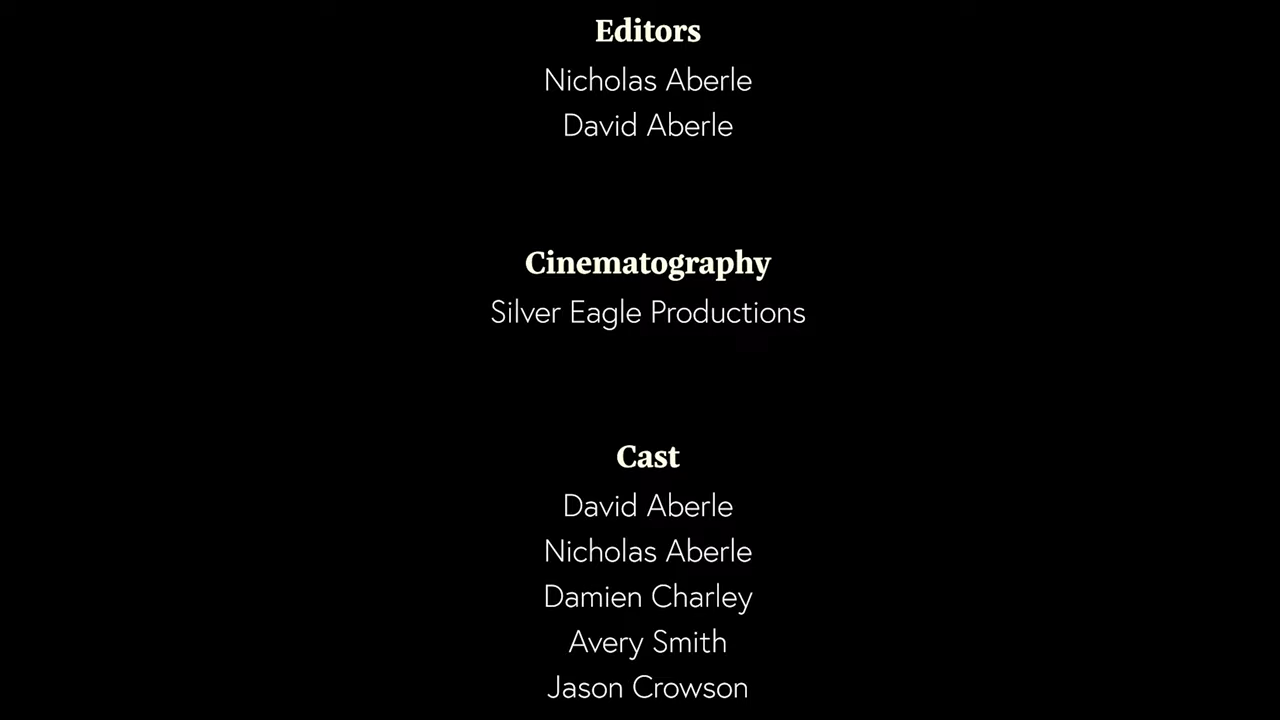 Editors
Nicholas Aberle
David Aberle
Cinematography
Silver Eagle Productions
Cast
David Aberle
Nicholas Aberle
Damien Charley
Avery Smith
Jason Crowson